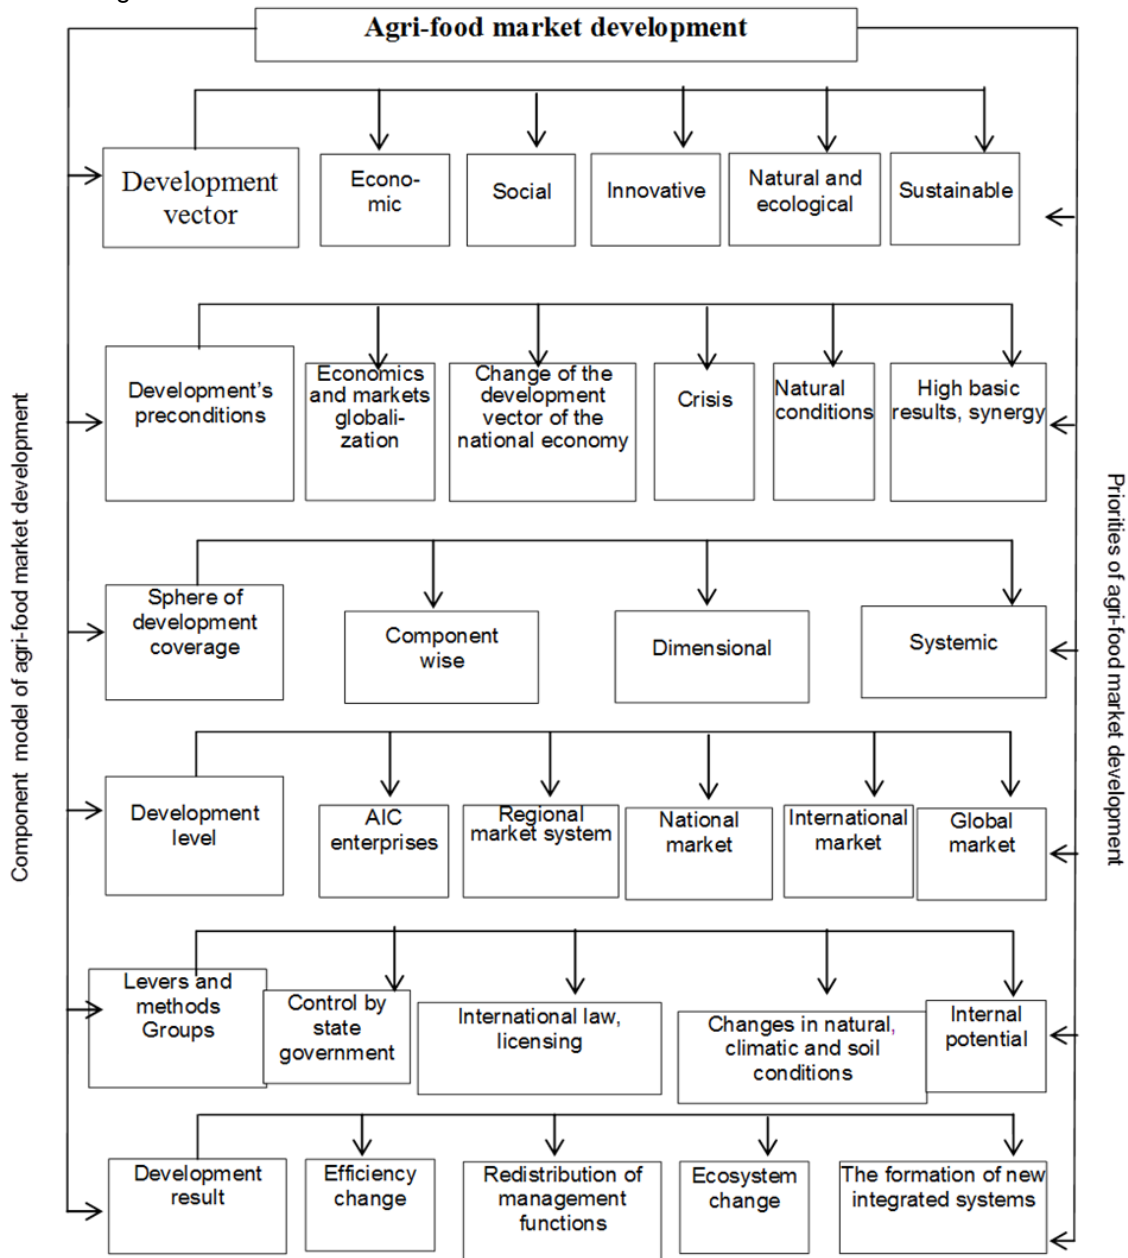 Agri-food market development
Development
vector
Econo-
mic
Social
Innovative
Natural and
ecological
Sustainable
Development's
preconditions
Economics
and markets
globali-
zation
Change of the
development
vector of the
national economy
Crisis
Natural
conditions
High basic
results, synergy
Sphere of
development
coverage
Component
wise
Dimensional
Systemic
Development
level
AIC
enterprises
Regional
market system
National
market
International
market
Global
market
Levers and
methods
Groups
Control by
state
government
International law,
licensing
Changes in natural,
climatic and soil
conditions
Internal
potential
Development
result
Efficiency
change
Redistribution of
management
functions
Ecosystem
change
The formation of new
integrated systems
Component model of agri-food market development
Priorities of agri-food market development